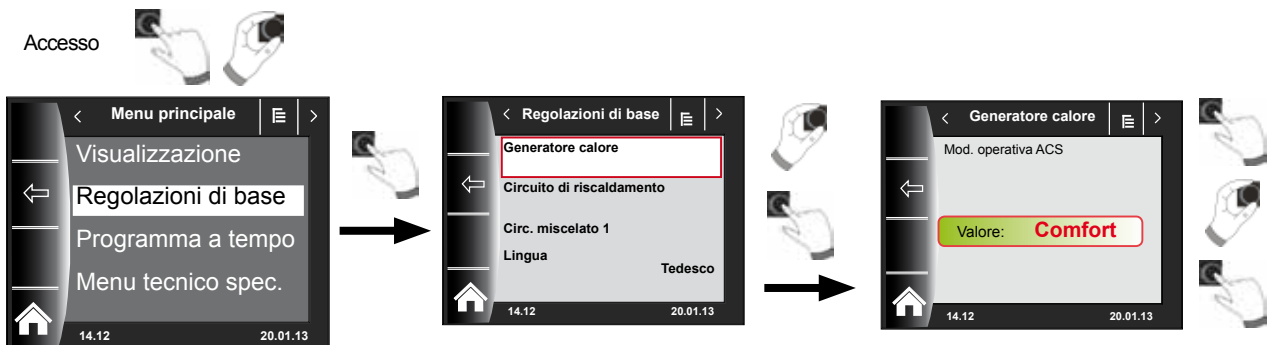 Accesso
Menu principale
Visualizzazione
Regolazioni di base
Programma a tempo
Menu tecnico spec.
14.12 20.01.13
Regolazioni di base
Generatore calore
Circuito di riscaldamento
Circ. miscelato 1
Lingua
Tedesco
14.12 20.01.13
Generatore calore
Mod. operativa ACS
Valore: Comfort
14.12 20.01.13